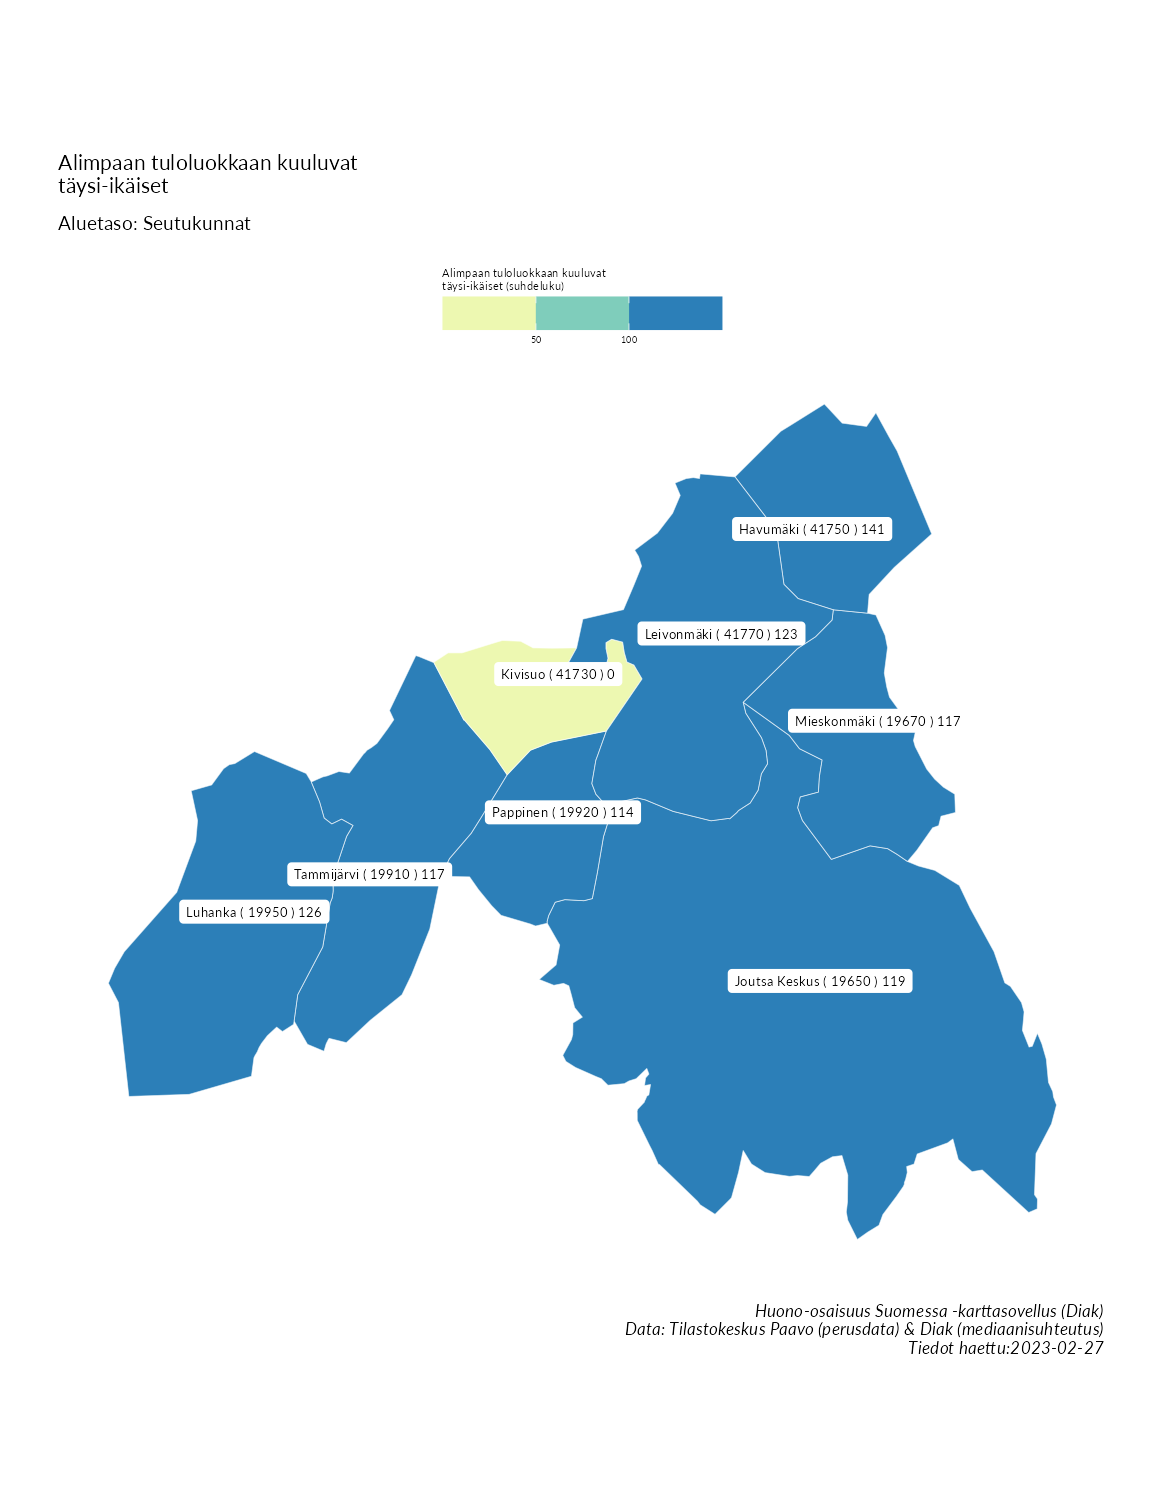 Alimpaan tuloluokkaan kuuluvat
täysi-ikäiset
Aluetaso: Seutukunnat
Alimpaan tuloluokkaan kuuluvat
täysi-ikäiset (suhdeluku)
50 100
Havumäki ( 41750 ) 141
Leivonmäki ( 41770 ) 123
Kivisuo ( 41730 ) 0
Mieskonmäki ( 19670 ) 117
Pappinen ( 19920 ) 114
Tammijärvi ( 19910 ) 117
Luhanka ( 19950 ) 126
Joutsa Keskus ( 19650 ) 119
Huono-osaisuus Suomessa -karttasovellus (Diak)
Data: Tilastokeskus Paavo (perusdata) & Diak (mediaanisuhteutus)
Tiedot haettu:2023-02-27